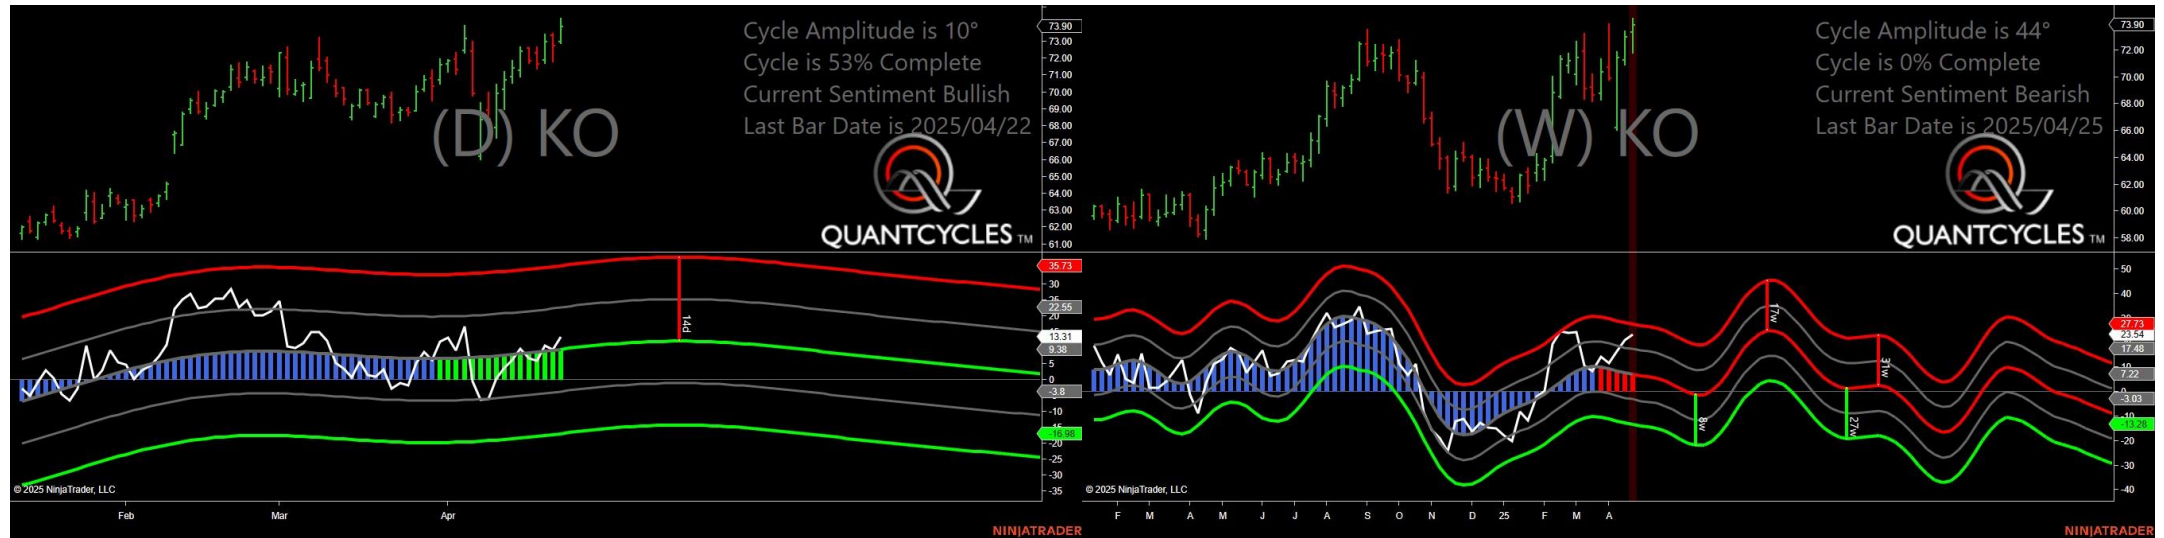 Cycle Amplitude is 10°
Cycle is 53% Complete
Current Sentiment Bullish
Last Bar Date is 2025/04/22
(D) KO
QUANTCYCLES TM
73.90
73.00
72.00
71.00
70.00
69.00
68.00
67.00
66.00
65.00
64.00
63.00
62.00
61.00
35.73
30
22.55
20
13.31
9.38
5
0
-3.8
-10
-16.98
-20
-25
-30
-35
14d
© 2025 NinjaTrader, LLC
Feb Mar Apr
NINJATRADER
Cycle Amplitude is 44°
Cycle is 0% Complete
Current Sentiment Bearish
Last Bar Date is 2025/04/25
(W) KO
QUANTCYCLES TM
73.90
72.00
70.00
68.00
66.00
64.00
62.00
60.00
58.00
50
40
27.73
23.54
17.48
7.22
-3.03
-13.28
-20
-30
-40
8w
17w
27w
31w
© 2025 NinjaTrader, LLC
F M A M J J A S O N D 25 F M A
NINJATRADER